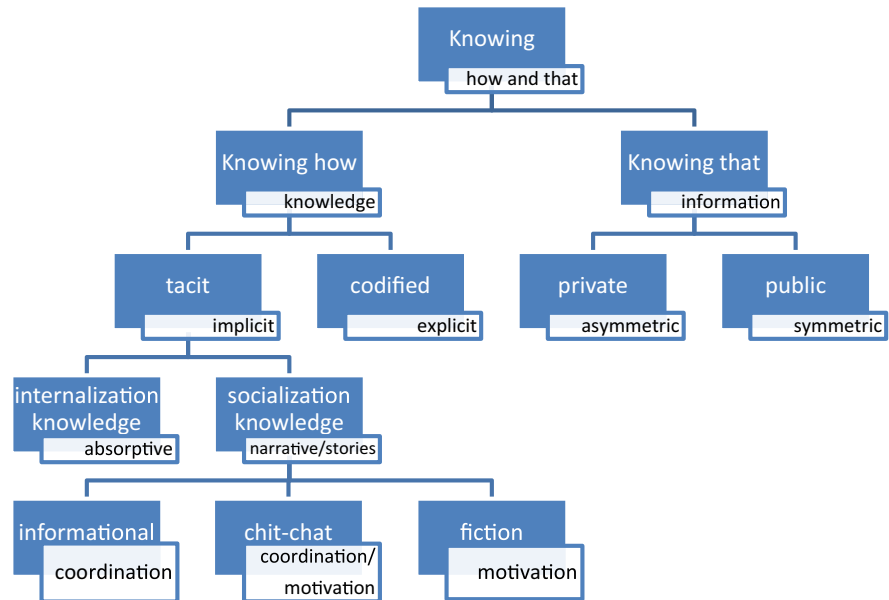 Knowing
how and that
Knowing how
knowledge
Knowing that
information
tacit
implicit
codified
explicit
private
asymmetric
public
symmetric
internalization
knowledge
absorptive
socialization
knowledge
narrative/stories
informational
coordination
chit-chat
coordination/
motivation
fiction
motivation